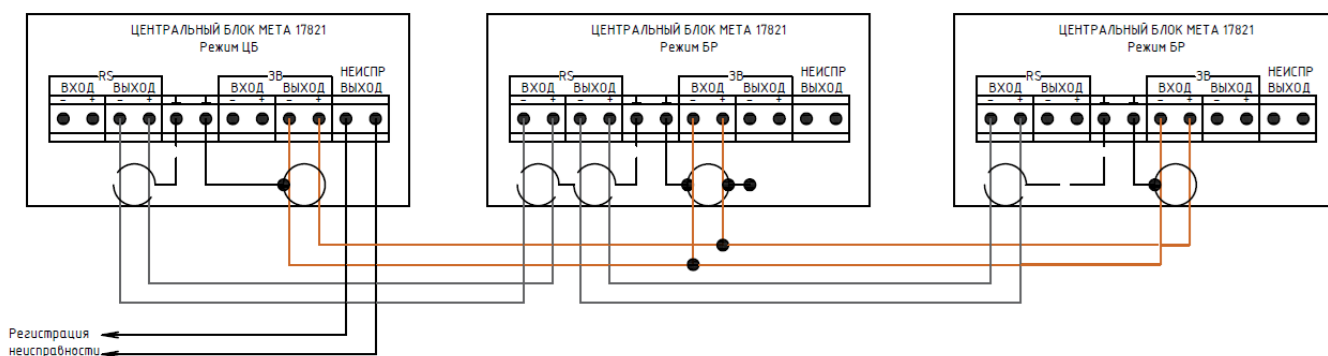 ЦЕНТРАЛЬНЫЙ БЛОК МЕТА 17821
Режим ЦБ
RS ЗВ НЕИСПР
ВХОД ВЫХОД ВХОД ВЫХОД ВЫХОД
- + - + - + - +
ЦЕНТРАЛЬНЫЙ БЛОК МЕТА 17821
Режим БР
RS ЗВ НЕИСПР
ВХОД ВЫХОД ВХОД ВЫХОД ВЫХОД
- + - + - + - +
ЦЕНТРАЛЬНЫЙ БЛОК МЕТА 17821
Режим БР
RS ЗВ НЕИСПР
ВХОД ВЫХОД ВХОД ВЫХОД ВЫХОД
- + - + - + - +
Регистрация
неисправности